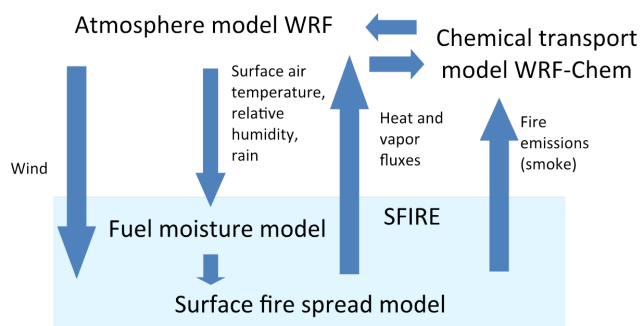 Atmosphere model WRF
Chemical transport
model WRF-Chem
Surface air
temperature,
relative
humidity,
rain
Heat and
vapor
fluxes
Fire
emissions
(smoke)
Wind
SFIRE
Fuel moisture model
Surface fire spread model